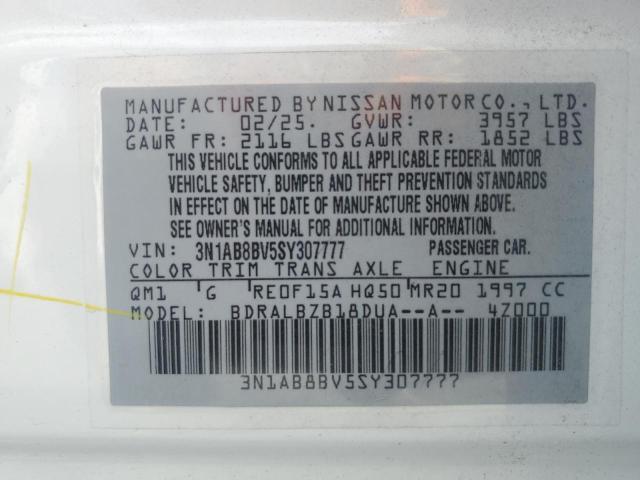 MANUFACTURED BY NISSAN MOTOR CO., LTD.
DATE: 02/25. GVWR: 3957 LBS
GAWR FR: 2116 LBS GAWR RR: 1852 LBS
THIS VEHICLE CONFORMS TO ALL APPLICABLE FEDERAL MOTOR
VEHICLE SAFETY, BUMPER AND THEFT PREVENTION STANDARDS
IN EFFECT ON THE DATE OF MANUFACTURE SHOWN ABOVE.
SEE OWNER'S MANUAL FOR ADDITIONAL INFORMATION.
VIN: 3N1AB8BV5SY307777 PASSENGER CAR.
COLOR TRIM TRANS AXLE ENGINE
QM1 G RE0F15A HQ50 MR20 1997 CC
MODEL: BDRALBZB18DUA--A-- 4Z000
3N1AB8BV5SY307777